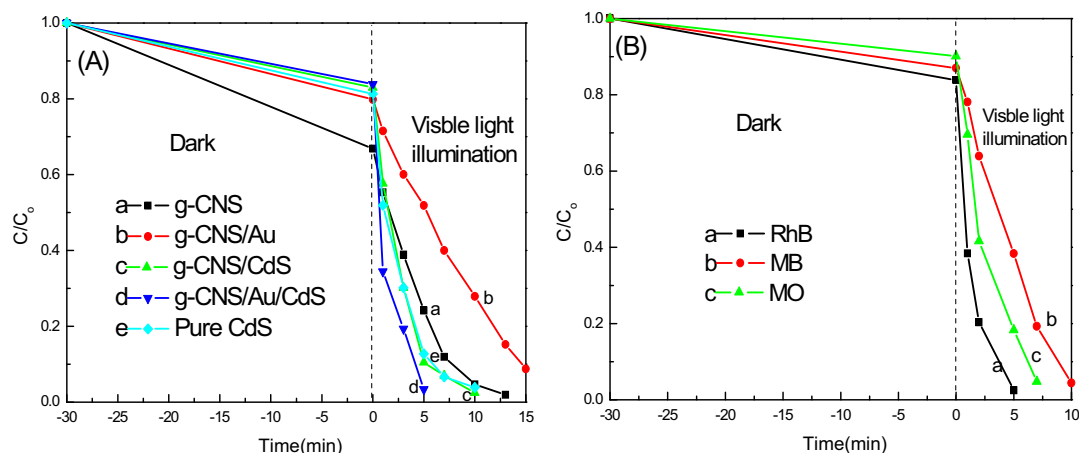 (A)
Dark
Visble light
illumination
a g-CNS
b g-CNS/Au
c g-CNS/CdS
d g-CNS/Au/CdS
e Pure CdS
a
b
c
d
e
C/Co
1.0
0.8
0.6
0.4
0.2
0.0
-30 -25 -20 -15 -10 -5 0 5 10 15
Time(min)
(B)
Dark
Visble light
illumination
a RhB
b MB
c MO
a
b
c
C/Co
1.0
0.8
0.6
0.4
0.2
0.0
-30 -25 -20 -15 -10 -5 0 5 10
Time(min)